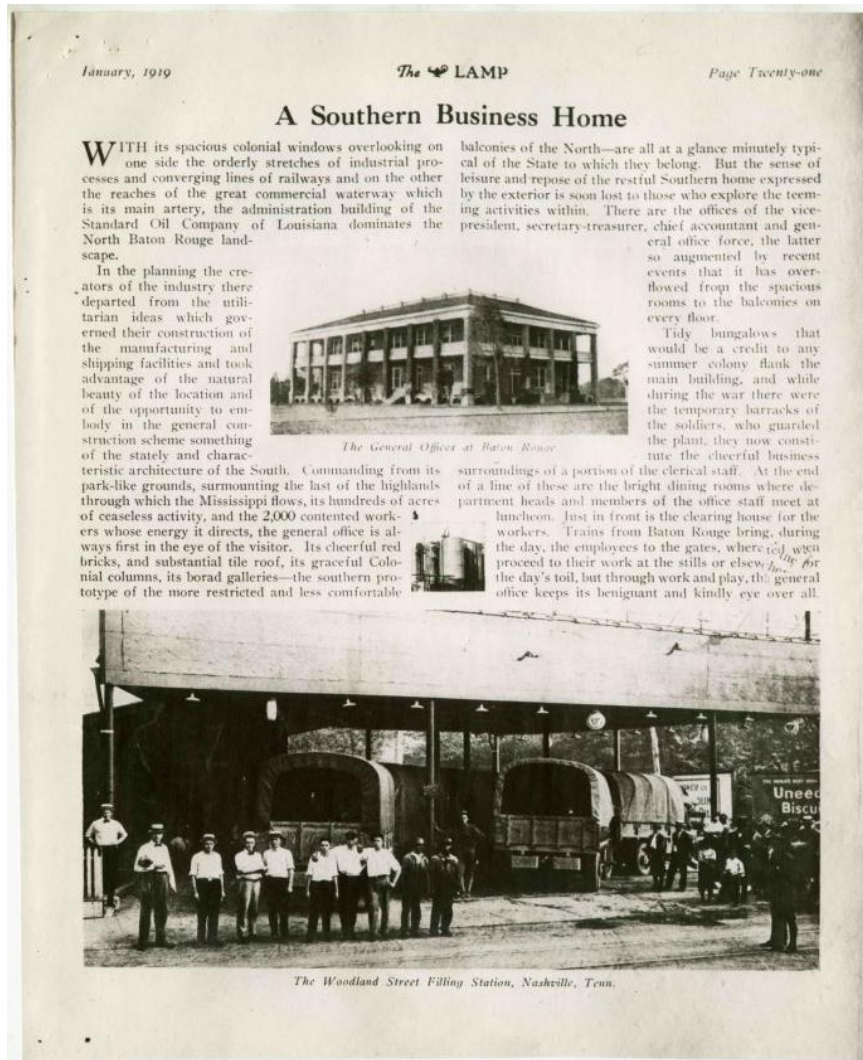 January, 1919
The LAMP
Page Twenty-one
A Southern Business Home
WITH its spacious colonial windows overlooking on
one side the orderly stretches of industrial pro-
cesses and converging lines of railways and on the other
the reaches of the great commercial waterway which
is its main artery, the administration building of the
Standard Oil Company of Louisiana dominates the
North Baton Rouge land-
scape.
In the planning the cre-
ators of the industry there
departed from the utili-
tarian ideas which gov-
erned their construction of
the manufacturing and
shipping facilities and took
advantage of the natural
beauty of the location and
of the opportunity to em-
body in the general con-
struction scheme something
of the stately and charac-
teristic architecture of the South. Commanding from its
park-like grounds, surmounting the last of the highlands
through which the Mississippi flows, its hundreds of acres
of ceaseless activity, and the 2,000 contented work-
ers whose energy it directs, the general office is al-
ways first in the eye of the visitor. Its cheerful red
bricks, and substantial tile roof, its graceful Colo-
nial columns, its borad galleries—the southern pro-
totype of the more restricted and less comfortable
balconies of the North—are all at a glance minutely typi-
cal of the State to which they belong. But the sense of
leisure and repose of the restful Southern home expressed
by the exterior is soon lost to those who explore the teem-
ing activities within. There are the offices of the vice-
president, secretary-treasurer, chief accountant and gen-
eral office force, the latter
so augmented by recent
events that it has over-
flowed from the spacious
rooms to the balconies on
every floor.
Tidy bungalows that
would be a credit to any
summer colony flank the
main building, and while
during the war there were
the temporary barracks of
the soldiers, who guarded
the plant, they now consti-
tute the cheerful business
surroundings of a portion of the clerical staff. At the end
of a line of these are the bright dining rooms where de-
partment heads and members of the office staff meet at
luncheon. Just in front is the clearing house for the
workers. Trains from Baton Rouge bring, during
the day, the employees to the gates, where
proceed to their work at the stills or for
the day's toil, but through work and play, the general
office keeps its benignant and kindly eye over all.
The General Offices at Baton Rouge
Uneeda
Biscuit
The Woodland Street Filling Station, Nashville, Tenn.